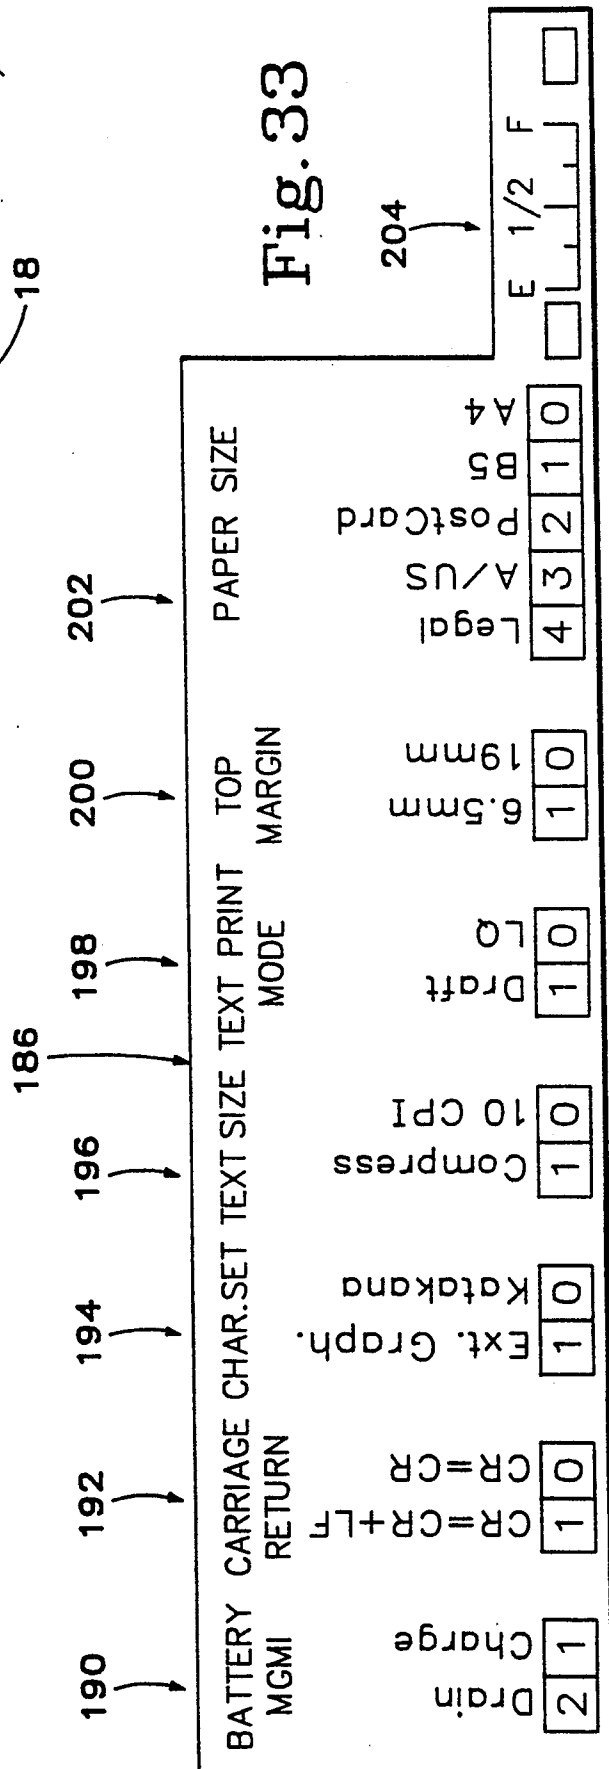 18
Fig. 33
186
190
192
194
196
198
200
202
204
BATTERY MGMI
CARRIAGE RETURN
CHAR.SET
TEXT SIZE
TEXT PRINT MODE
TOP MARGIN
PAPER SIZE
E 1/2 F
Drain
Charge
CR=CR+LF
CR=CR
Ext. Graph.
Katakana
Compress
10 CPI
Draft
LQ
6.5mm
19mm
Legal
A/US
PostCard
B5
A4
2 1
1 0
1 0
1 0
1 0
1 0
4 3 2 1 0